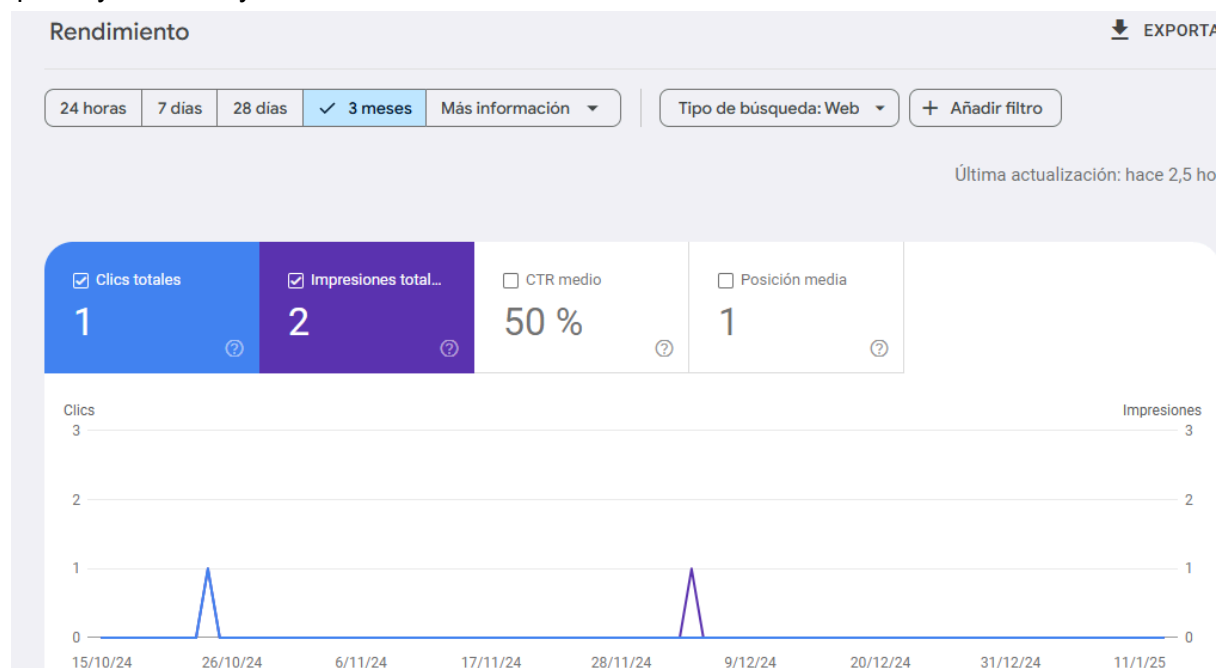 Rendimiento
EXPORTA
24 horas 7 días 28 días 3 meses Más información Tipo de búsqueda: Web + Añadir filtro
Última actualización: hace 2,5 ho
Clics totales Impresiones total... CTR medio Posición media
1 2 50 % 1
Clics Impresiones
3 3
2 2
1 1
0 0
15/10/24 26/10/24 6/11/24 17/11/24 28/11/24 9/12/24 20/12/24 31/12/24 11/1/25